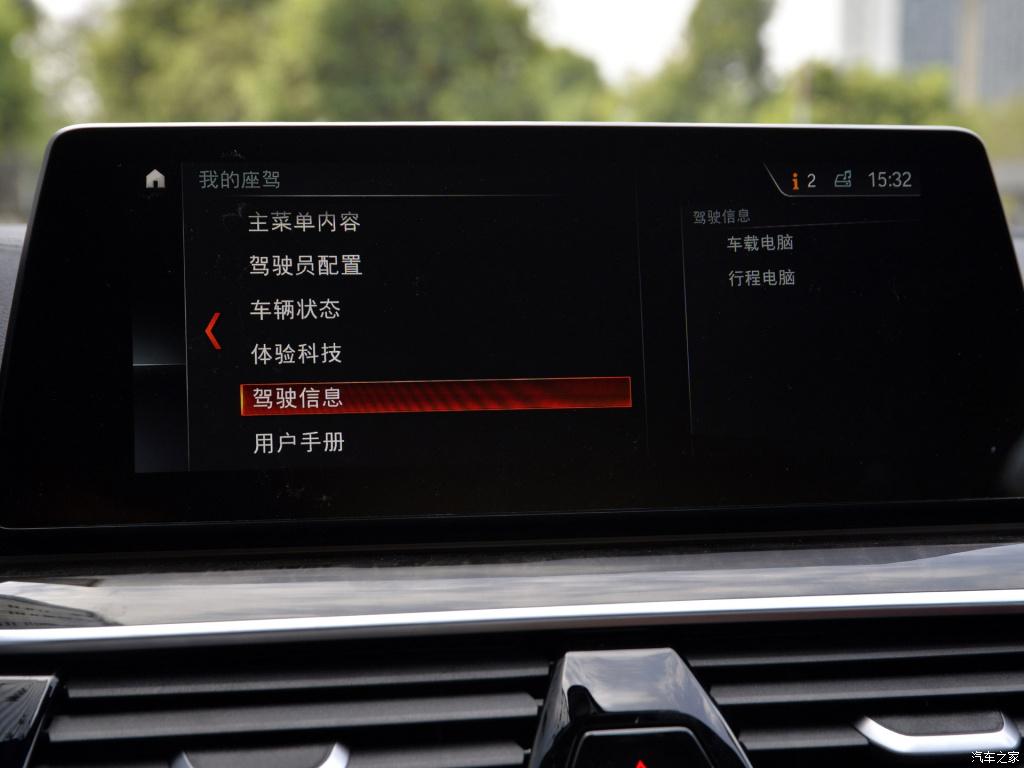 我的座驾
主菜单内容
驾驶员配置
车辆状态
体验科技
驾驶信息
用户手册
i 2 15:32
驾驶信息
车载电脑
行程电脑
汽车之家